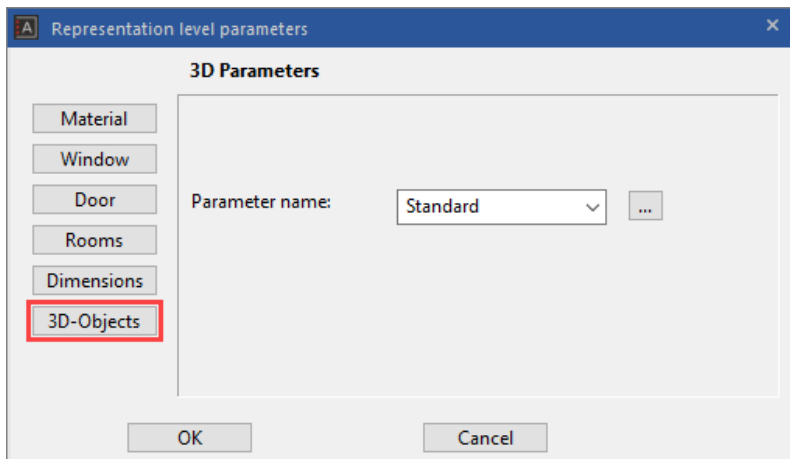 A Representation level parameters ×
3D Parameters
Material
Window
Door
Parameter name: Standard ...
Rooms
Dimensions
3D-Objects
OK Cancel